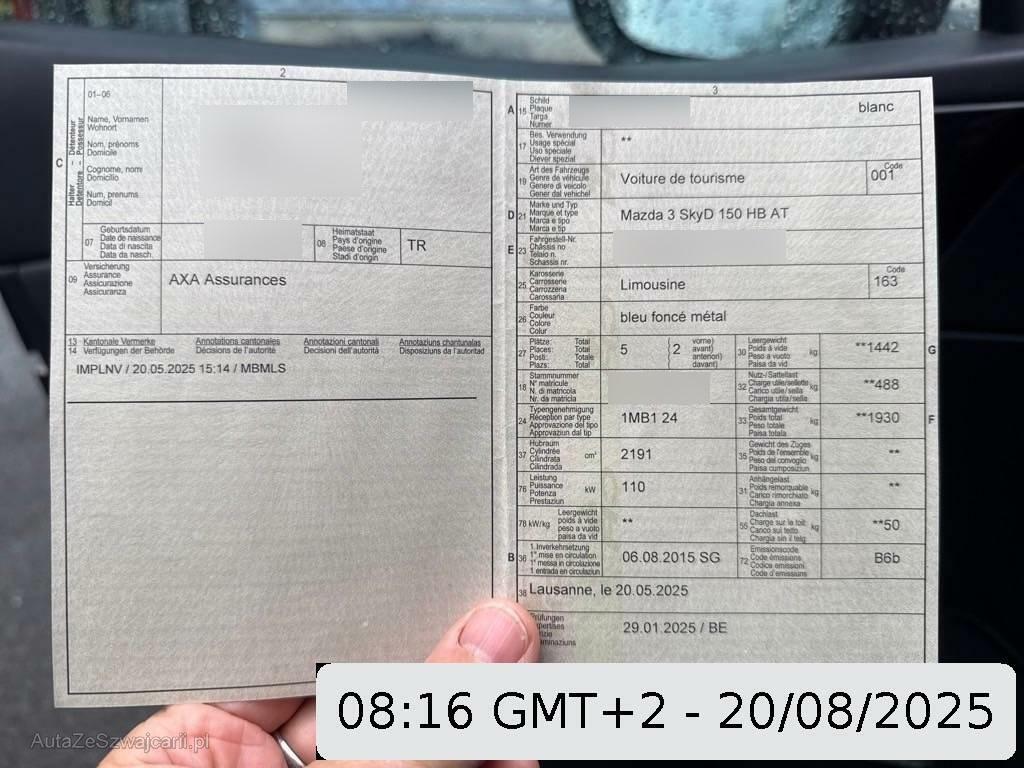 2
01–06
Name, Vornamen
Wohnort
Nom, prénoms
Domicile
Cognome, nomi
Domicilio
Num, prenums
Domicil
C
Halter – Détenteur
Detentore – Possessur
07
Geburtsdatum
Date de naissance
Data di nascita
Data da nasch.
08
Heimatstaat
Pays d'origine
Paese d'origine
Stadi d'origin
TR
09
Versicherung
Assurance
Assicurazione
Assicuranza
AXA Assurances
13 Kantonale Vermerke Annotations cantonales Annotazioni cantonali Annotaziuns chantunalas
14 Verfügungen der Behörde Décisions de l'autorité Decisioni dell'autorità Disposiziuns da l'autoritad
IMPLNV / 20.05.2025 15:14 / MBMLS
3
A 15
Schild
Plaque
Targa
Numer
blanc
17
Bes. Verwendung
Usage spécial
Uso speciale
Diever spezial
**
19
Art des Fahrzeugs
Genre de véhicule
Genere di veicolo
Gener dal vehichel
Voiture de tourisme
Code
001
D 21
Marke und Typ
Marque et type
Marca e tipo
Marca e tip
Mazda 3 SkyD 150 HB AT
E 23
Fahrgestell-Nr.
Châssis no
Telaio n.
Schassis nr.
25
Karosserie
Carrosserie
Carrozzeria
Carossaria
Limousine
Code
163
26
Farbe
Couleur
Colore
Colur
bleu foncé métal
27
Plätze: Total
Places: Total
Posti: Totale
Plazs: Total
5
2
vorne)
avant)
anteriori)
davant)
30
Leergewicht
Poids à vide
Peso a vuoto
Paisa da vid
kg
**1442
G
18
Stammnummer
N° matricule
N. di matricola
Nr. da matricla
32
Nutz-/Sattellast
Charge utile/sellette
Carico utile/sella
Chargia utila/sella
kg
**488
24
Typengenehmigung
Réception par type
Approvazione del tipo
Approvaziun dal tip
1MB1 24
33
Gesamtgewicht
Poids total
Peso totale
Paisa totala
kg
**1930
F
37
Hubraum
Cylindrée
Cilindrata
Cilindrada
cm³
2191
35
Gewicht des Zuges
Poids de l'ensemble
Peso del convoglio
Paisa cumposiziun
kg
**
76
Leistung
Puissance
Potenza
Prestaziun
kW
110
31
Anhängelast
Poids remorquable
Carico rimorchiato
Chargia annexa
kg
**
78 kW/kg
Leergewicht
poids à vide
peso a vuoto
paisa da vid
**
55
Dachlast
Charge sur le toit
Carico sul tetto
Chargia sin il tetg
kg
**50
B 36
1. Inverkehrsetzung
1re mise en circulation
1a messa in circolazione
1. entrada en circulaziun
06.08.2015 SG
72
Emissionscode
Code émissions
Codice emissioni
Code d'emissiuns
B6b
38
Lausanne, le 20.05.2025
Prüfungen
29.01.2025 / BE
08:16 GMT+2 - 20/08/2025
AutaZeSzwajcarii.pl